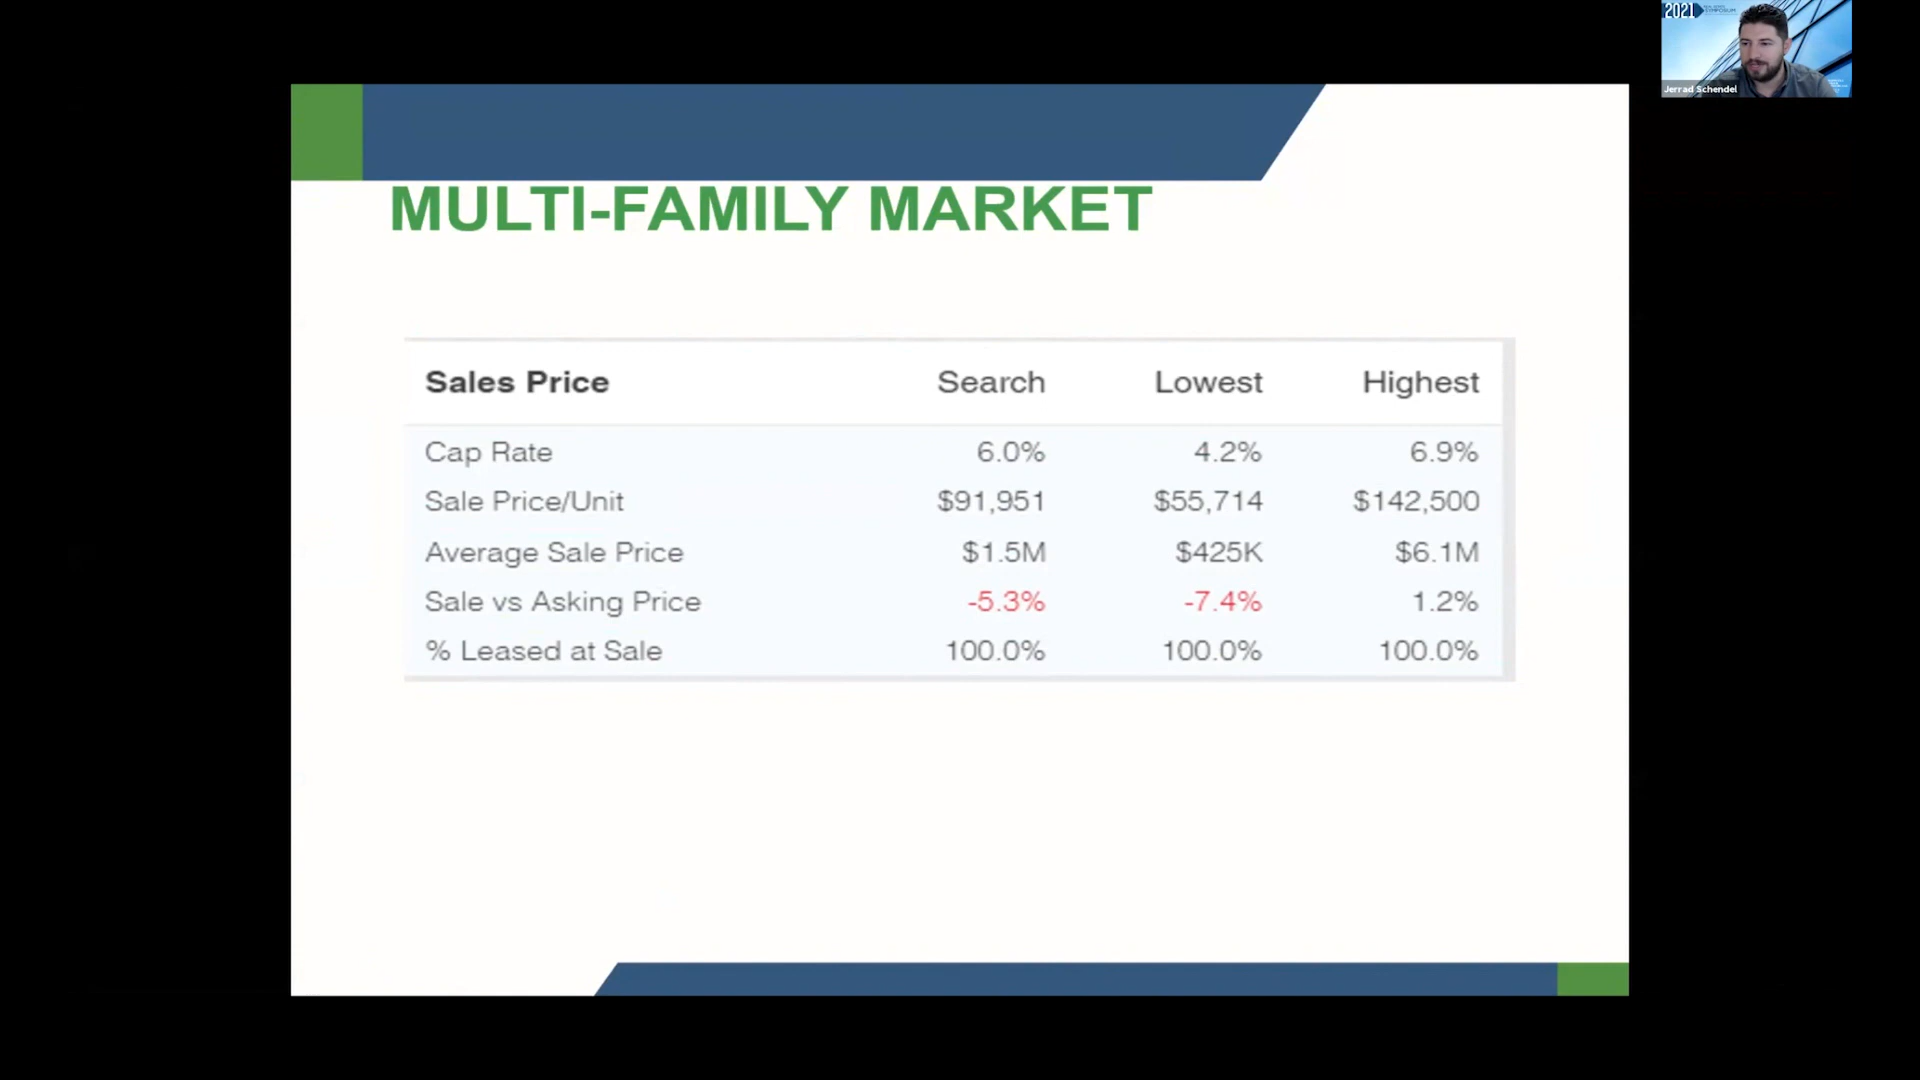 2021
SYMPOSIUM
Jerrad Schendel
MULTI-FAMILY MARKET
Sales Price Search Lowest Highest
Cap Rate 6.0% 4.2% 6.9%
Sale Price/Unit $91,951 $55,714 $142,500
Average Sale Price $1.5M $425K $6.1M
Sale vs Asking Price -5.3% -7.4% 1.2%
% Leased at Sale 100.0% 100.0% 100.0%